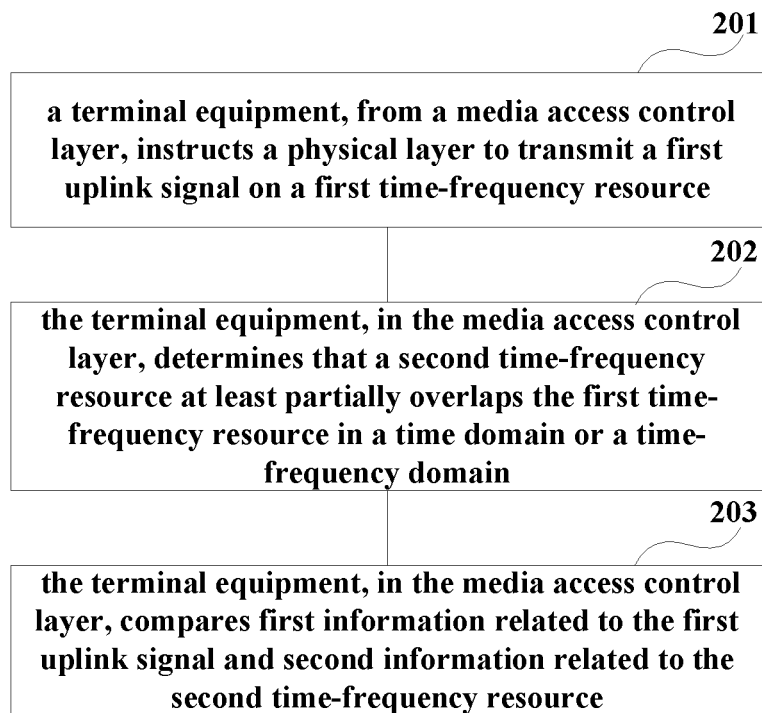 201
a terminal equipment, from a media access control
layer, instructs a physical layer to transmit a first
uplink signal on a first time-frequency resource
202
the terminal equipment, in the media access control
layer, determines that a second time-frequency
resource at least partially overlaps the first time-
frequency resource in a time domain or a time-
frequency domain
203
the terminal equipment, in the media access control
layer, compares first information related to the first
uplink signal and second information related to the
second time-frequency resource